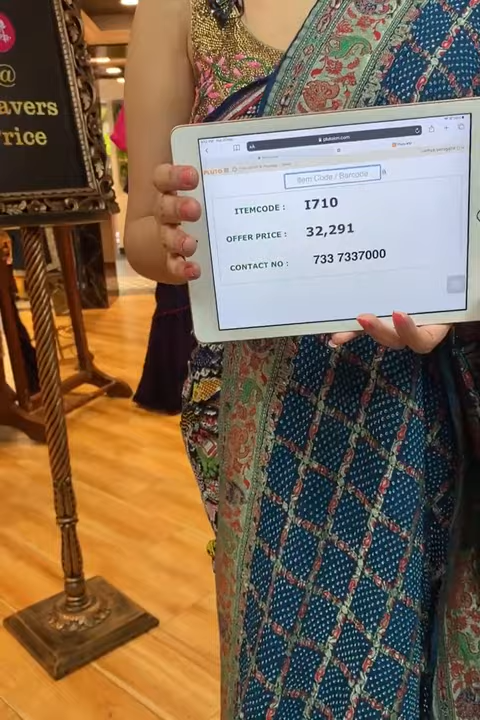 @
avers
rice
Item Code / Barcode
ITEMCODE : I710
OFFER PRICE : 32,291
CONTACT NO : 733 7337000